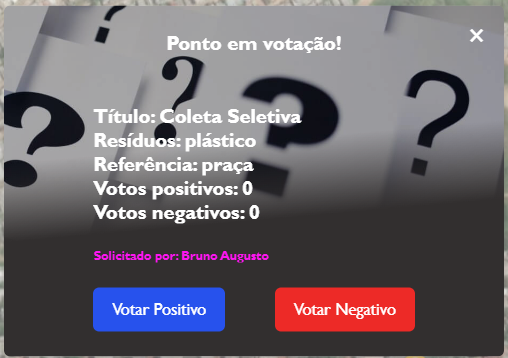 Ponto em votação!
×
Título: Coleta Seletiva
Resíduos: plástico
Referência: praça
Votos positivos: 0
Votos negativos: 0
Solicitado por: Bruno Augusto
Votar Positivo
Votar Negativo